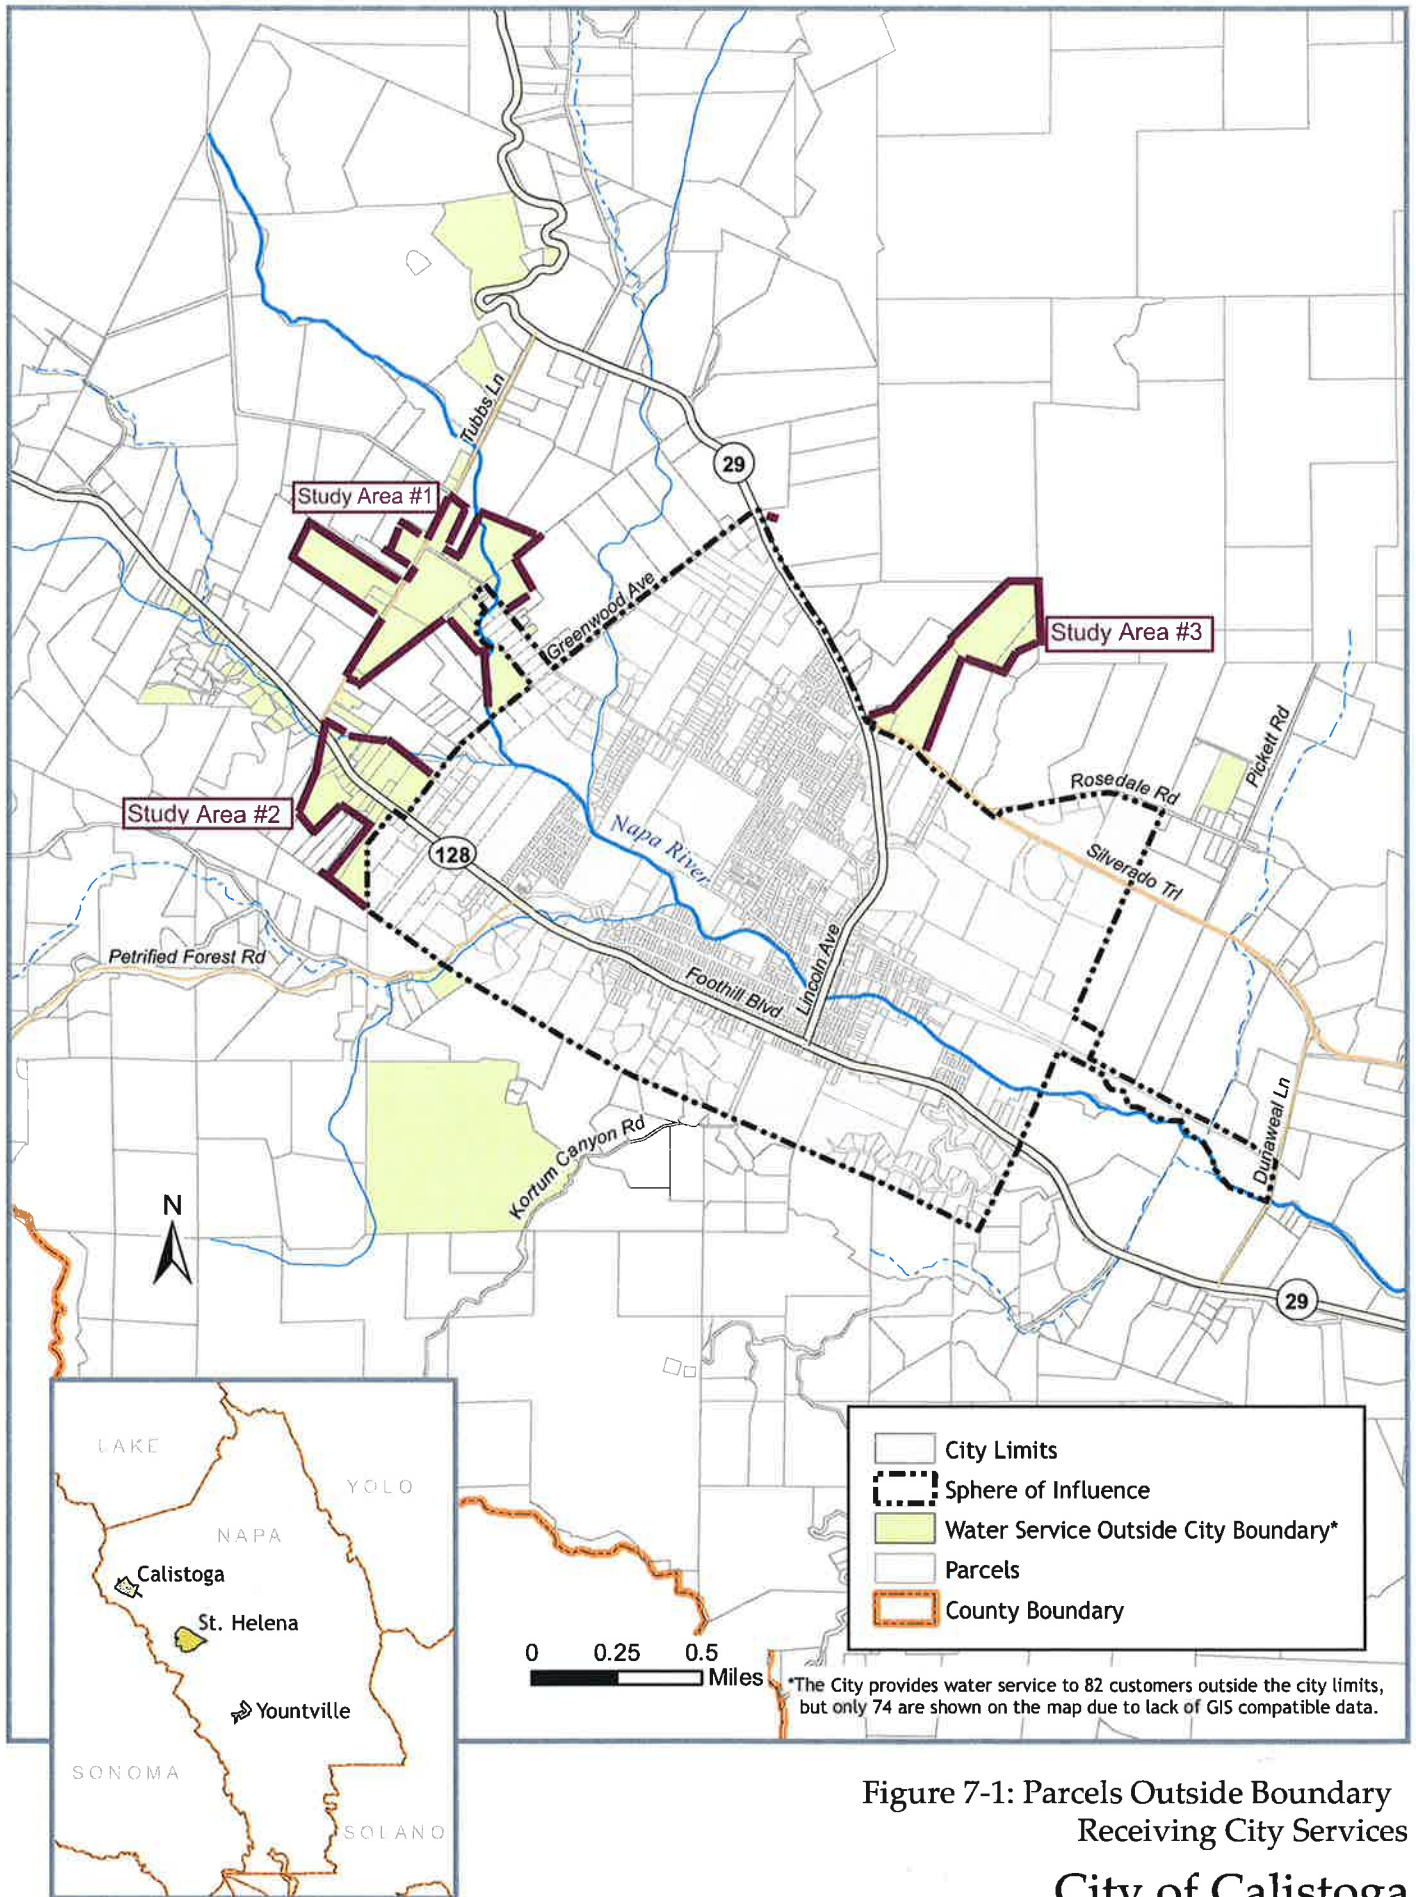 Tubbs Ln
29
Study Area #1
Greenwood Ave
Study Area #3
Pickett Rd
Rosedale Rd
Study Area #2
128
Napa River
Silverado Trl
Petrified Forest Rd
Foothill Blvd
Lincoln Ave
Dunaweal Ln
Kortum Canyon Rd
N
29
LAKE
YOLO
NAPA
Calistoga
St. Helena
Yountville
SONOMA
SOLANO
City Limits
Sphere of Influence
Water Service Outside City Boundary*
Parcels
County Boundary
0 0.25 0.5
Miles
*The City provides water service to 82 customers outside the city limits,
but only 74 are shown on the map due to lack of GIS compatible data.
Figure 7-1: Parcels Outside Boundary
Receiving City Services
City of Calistoga